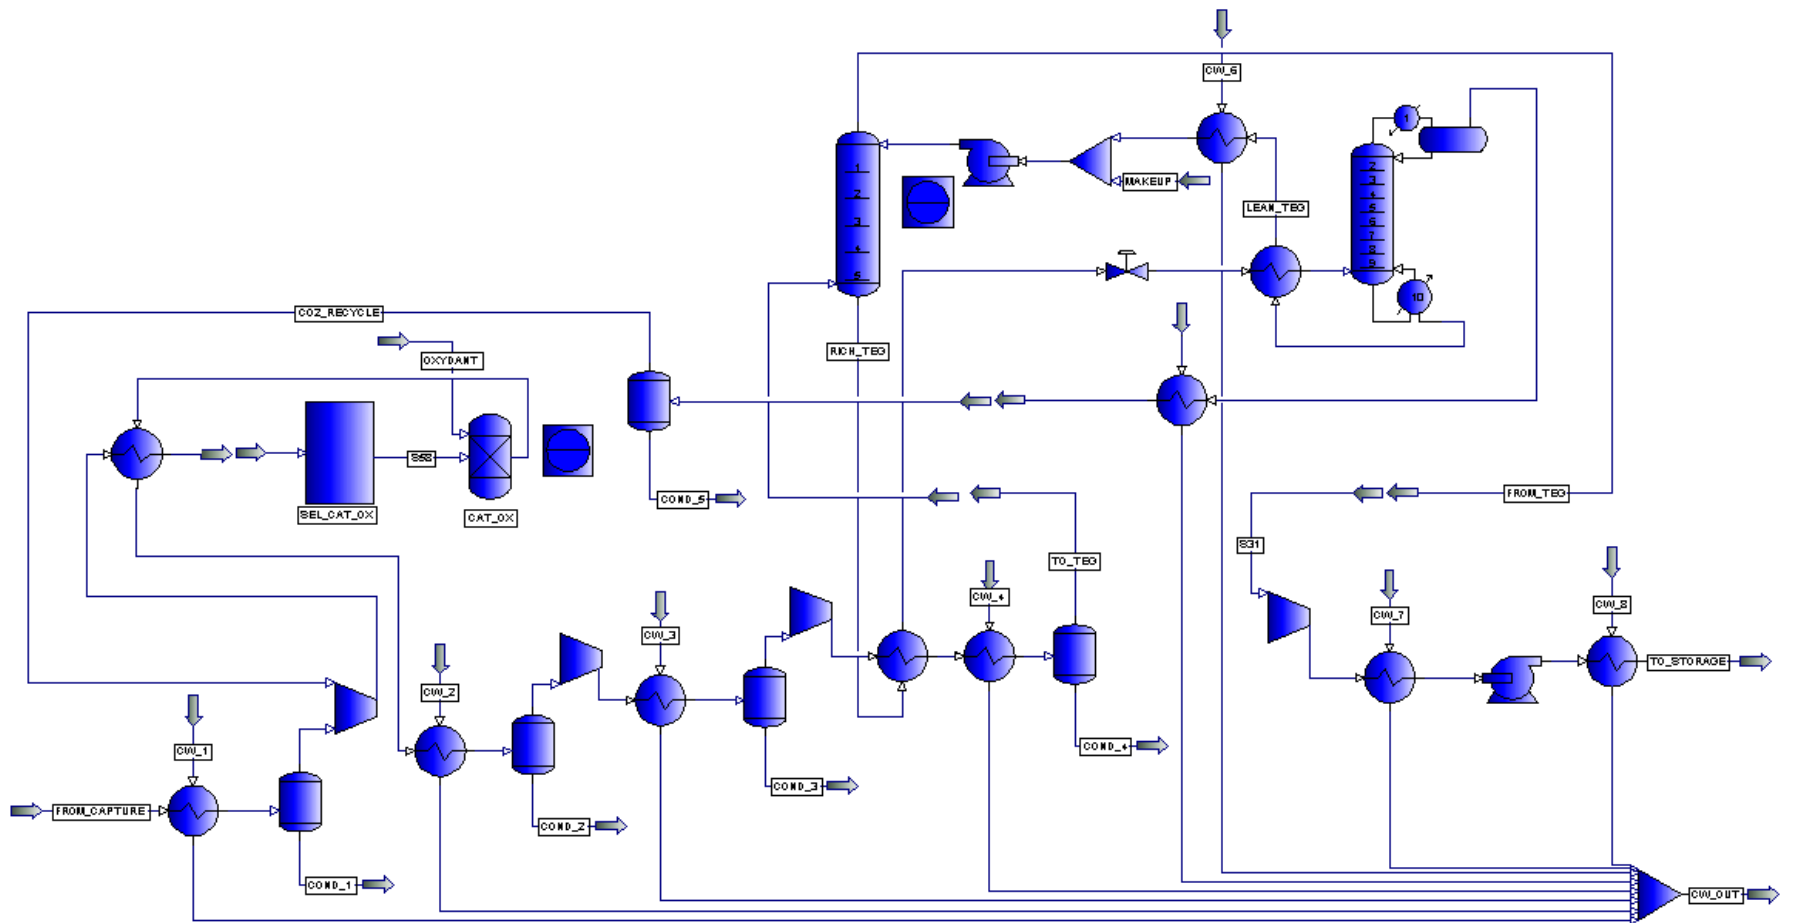 CW_6
1
MAKEUP
1
2
3
4
5
2
3
4
5
6
7
8
9
LEAN_TEG
10
CO2_RECYCLE
OXYDANT
RICH_TEG
S58
SEL_CAT_OX
CAT_OX
COND_5
FROM_TEG
S31
TO_TEG
CW_4
CW_7
CW_8
CW_3
TO_STORAGE
CW_2
CW_1
COND_4
COND_3
FROM_CAPTURE
COND_2
COND_1
CW_OUT